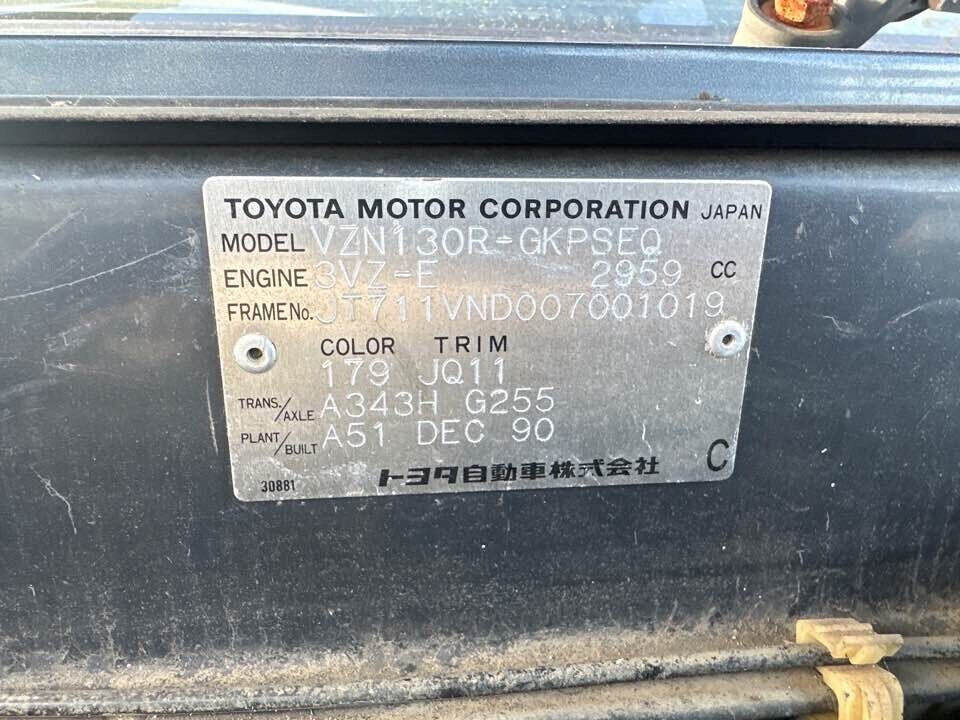 TOYOTA MOTOR CORPORATION JAPAN
MODEL VZN130R-GKPSEQ
ENGINE 3VZ-E 2959 CC
FRAME No. JT711VND007001019
COLOR TRIM
179 JQ11
TRANS./AXLE A343H G255
PLANT/BUILT A51 DEC 90
30881 トヨタ自動車株式会社 C